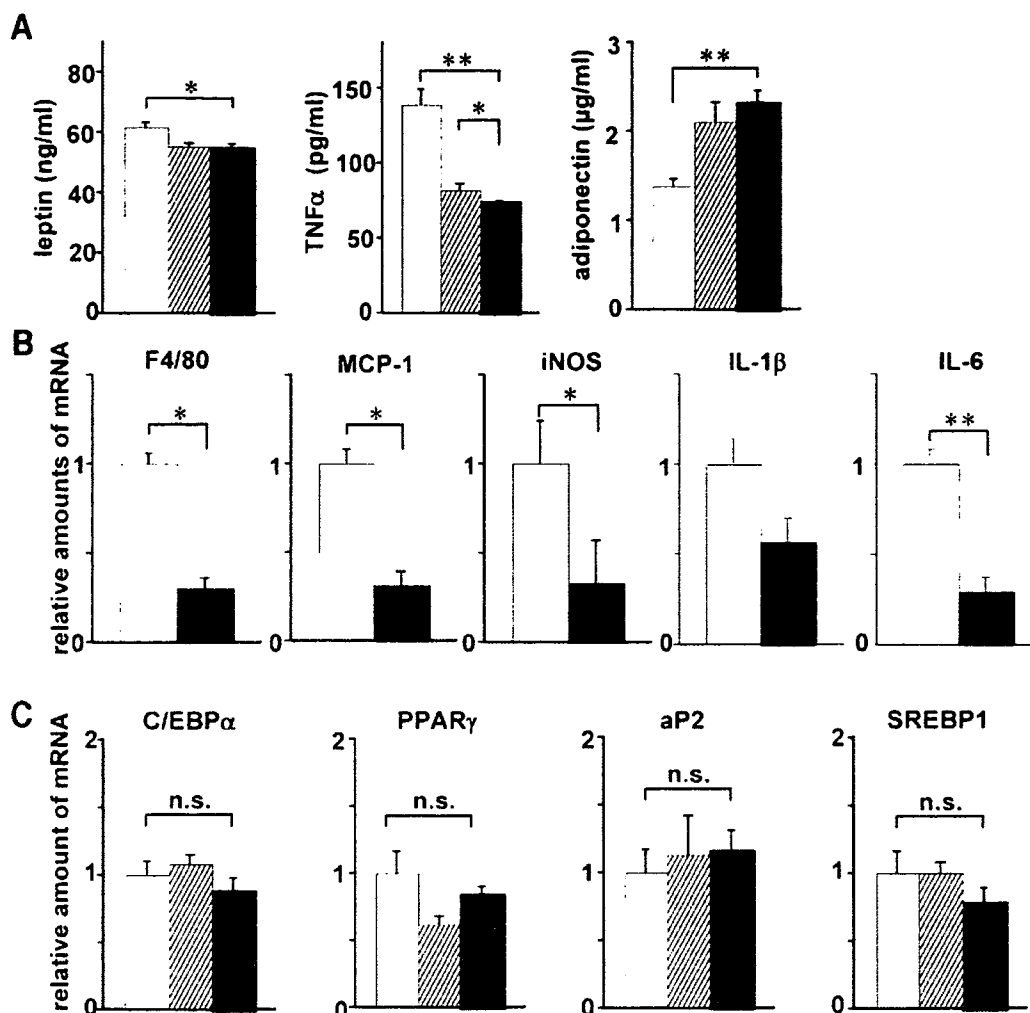 A
leptin (ng/ml)
80
60
40
20
0
*
TNFα (pg/ml)
150
100
50
0
**
*
adiponectin (µg/ml)
3
2
1
0
**
B
relative amounts of mRNA
F4/80
1
0
*
MCP-1
1
0
*
iNOS
1
0
*
IL-1β
1
0
IL-6
1
0
**
C
relative amount of mRNA
C/EBPα
2
1
0
n.s.
PPARγ
2
1
0
n.s.
aP2
2
1
0
n.s.
SREBP1
2
1
0
n.s.